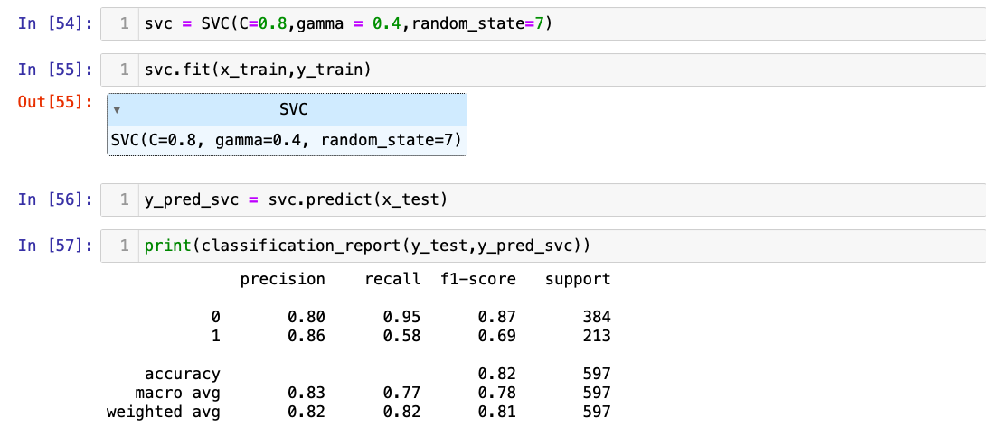 In [54]: 1 svc = SVC(C=0.8,gamma = 0.4,random_state=7)
In [55]: 1 svc.fit(x_train,y_train)
Out[55]: ▾ SVC
SVC(C=0.8, gamma=0.4, random_state=7)
In [56]: 1 y_pred_svc = svc.predict(x_test)
In [57]: 1 print(classification_report(y_test,y_pred_svc))
precision recall f1-score support
0 0.80 0.95 0.87 384
1 0.86 0.58 0.69 213
accuracy 0.82 597
macro avg 0.83 0.77 0.78 597
weighted avg 0.82 0.82 0.81 597